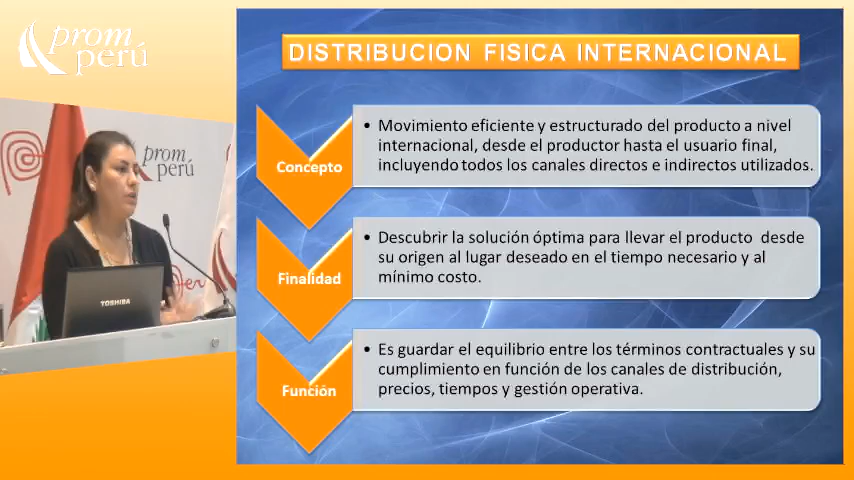 prom
perú
DISTRIBUCION FISICA INTERNACIONAL
Concepto
• Movimiento eficiente y estructurado del producto a nivel
internacional, desde el productor hasta el usuario final,
incluyendo todos los canales directos e indirectos utilizados.
Finalidad
• Descubrir la solución óptima para llevar el producto desde
su origen al lugar deseado en el tiempo necesario y al
mínimo costo.
Función
• Es guardar el equilibrio entre los términos contractuales y su
cumplimiento en función de los canales de distribución,
precios, tiempos y gestión operativa.
prom
perú
TOSHIBA